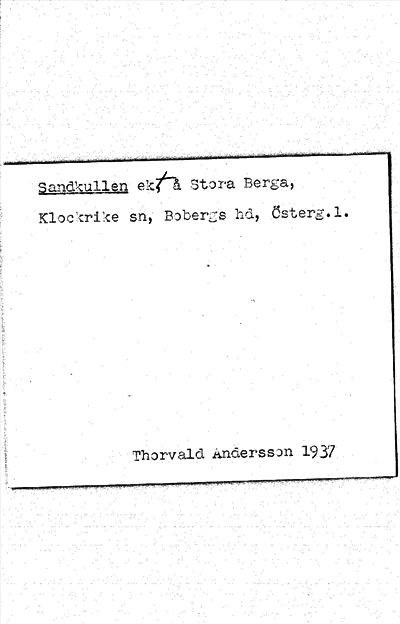 Sandkullen ek, å Stora Berga,
Klockrike sn, Bobergs hd, Österg.l.
Thorvald Andersson 1937